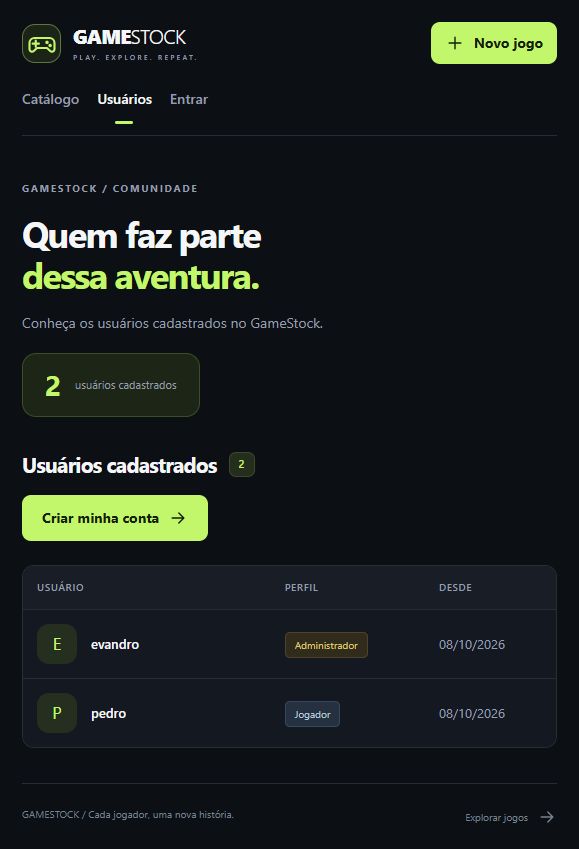 GAMESTOCK
PLAY. EXPLORE. REPEAT.
Novo jogo
Catálogo Usuários Entrar
GAMESTOCK / COMUNIDADE
Quem faz parte
dessa aventura.
Conheça os usuários cadastrados no GameStock.
2 usuários cadastrados
Usuários cadastrados 2
Criar minha conta
USUÁRIO PERFIL DESDE
E evandro Administrador 08/10/2026
P pedro Jogador 08/10/2026
GAMESTOCK / Cada jogador, uma nova história. Explorar jogos